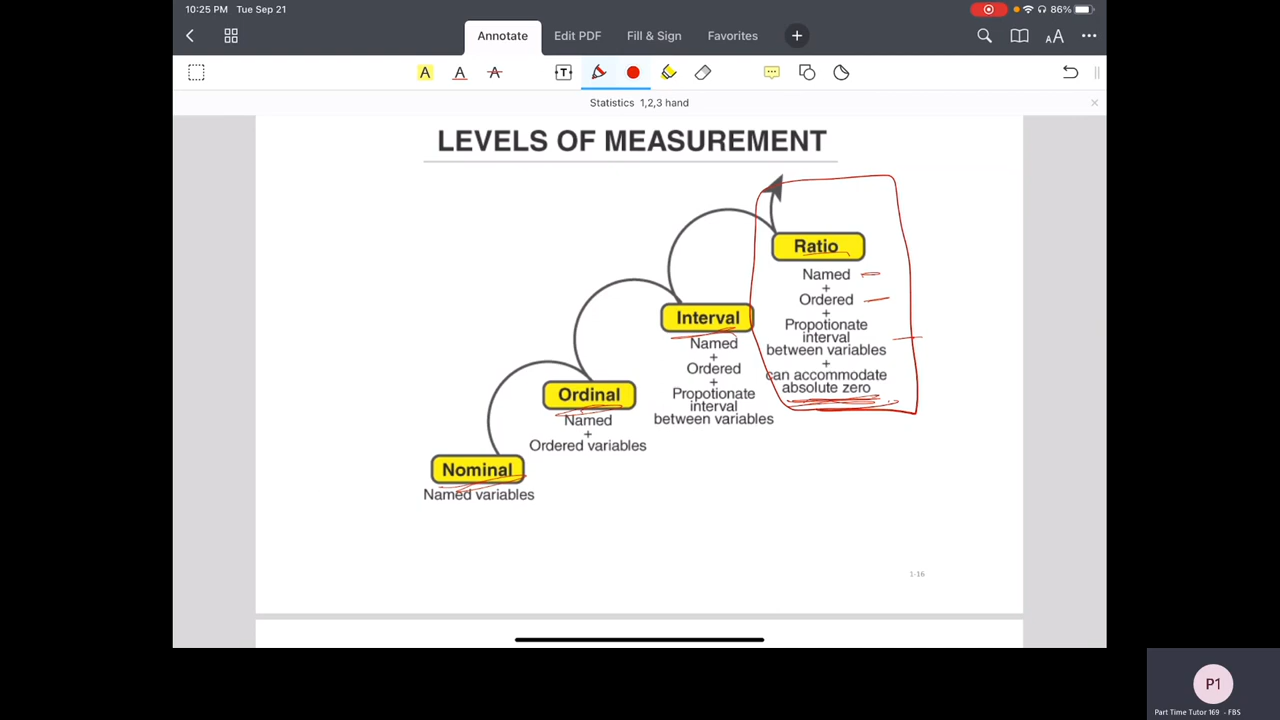 10:25 PM Tue Sep 21
86%
Annotate Edit PDF Fill & Sign Favorites +
A A A T AA
Statistics 1,2,3 hand
LEVELS OF MEASUREMENT
Ratio
Named
+
Ordered
+
Propotionate
interval
between variables
+
can accommodate
absolute zero
Interval
Named
+
Ordered
+
Propotionate
interval
between variables
Ordinal
Named
+
Ordered variables
Nominal
Named variables
1-16
P1
Part Time Tutor 169 - FBS